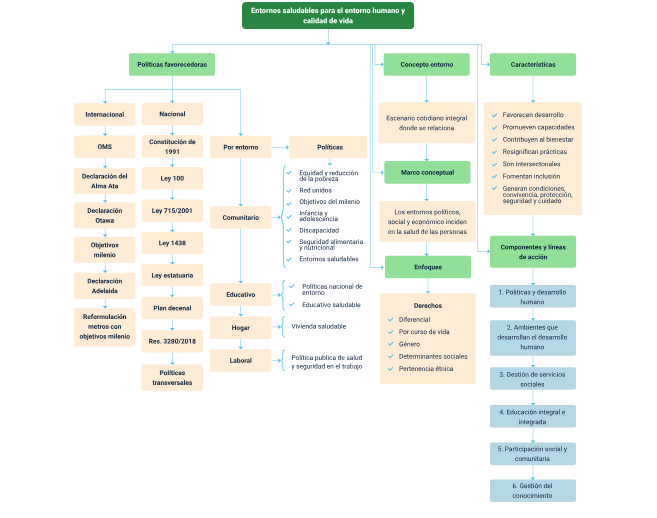 Entornos saludables para el entorno humano y
calidad de vida
Políticas favorecedoras
Internacional
OMS
Declaración del
Alma Ata
Declaración
Otawa
Objetivos
milenio
Declaración
Adelaida
Reformulación
metros con
objetivos milenio
Nacional
Constitución de
1991
Ley 100
Ley 715/2001
Ley 1438
Ley estatuaria
Plan decenal
Res. 3280/2018
Políticas
transversales
Por entorno
Políticas
Comunitario
Equidad y reducción
de la pobreza
Red unidos
Objetivos del milenio
Infancia y
adolescencia
Discapacidad
Seguridad alimentaria
y nutricional
Entornos saludables
Educativo
Políticas nacional de
entorno
Educativo saludable
Hogar
Vivienda saludable
Laboral
Política publica de salud
y seguridad en el trabajo
Concepto entorno
Escenario cotidiano integral
donde se relaciona
Marco conceptual
Los entornos políticos,
social y económico inciden
en la salud de las personas
Enfoques
Derechos
Diferencial
Por curso de vida
Género
Determinantes sociales
Pertenencia étnica
Características
Favorecen desarrollo
Promueven capacidades
Contribuyen al bienestar
Resignifican prácticas
Son intersectoriales
Fomentan inclusión
Generan condiciones,
convivencia, protección,
seguridad y cuidado
Componentes y líneas
de acción
1. Políticas y desarrollo
humano
2. Ambientes que
desarrollan el desarrollo
humano
3. Gestión de servicios
sociales
4. Educación integral e
integrada
5. Participación social y
comunitaria
6. Gestión del
conocimiento